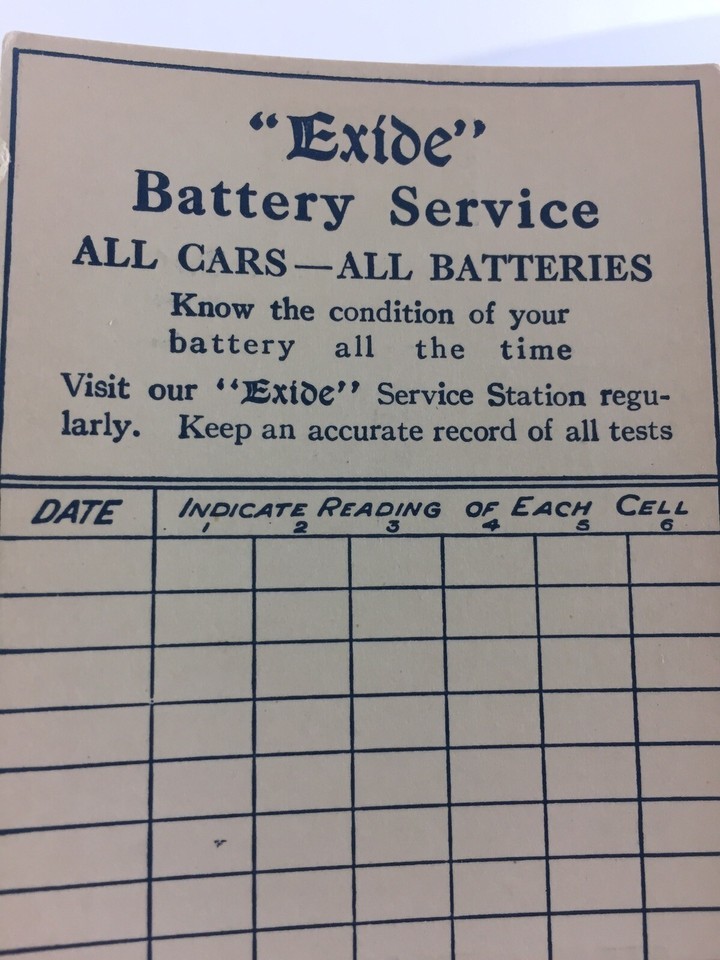 “Exide”
Battery Service
ALL CARS—ALL BATTERIES
Know the condition of your
battery all the time
Visit our “Exide” Service Station regu-
larly. Keep an accurate record of all tests
DATE INDICATE READING OF EACH CELL
1 2 3 4 5 6